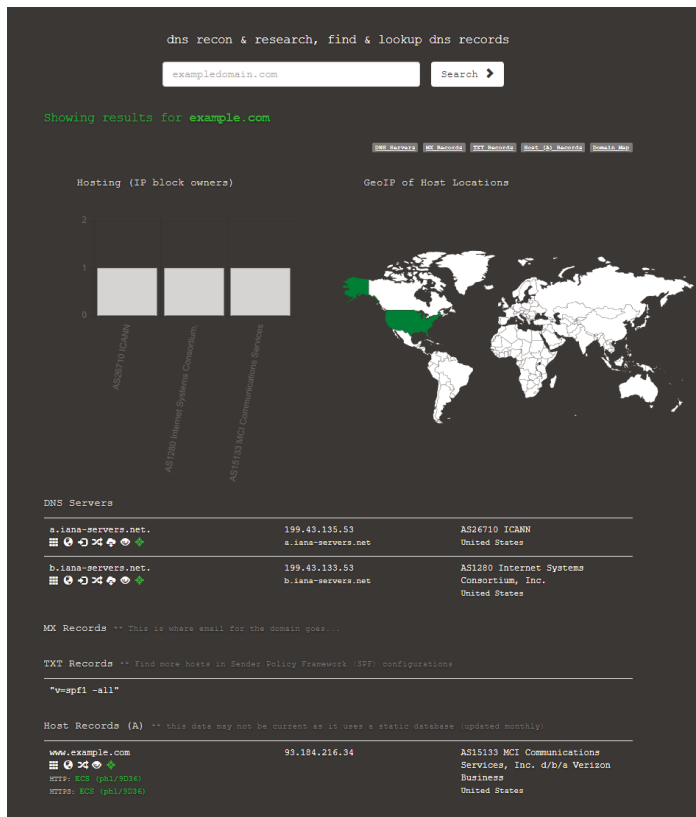 dns recon & research, find & lookup dns records
exampledomain.com
Search
Showing results for example.com
DNS Servers MX Records TXT Records Host (A) Records Domain Map
Hosting (IP block owners)
GeoIP of Host Locations
2
1
0
AS26710 ICANN
AS1280 Internet Systems Consortium,
AS15133 MCI Communications Services
DNS Servers
a.iana-servers.net. 199.43.135.53 AS26710 ICANN
a.iana-servers.net United States
b.iana-servers.net. 199.43.133.53 AS1280 Internet Systems
b.iana-servers.net Consortium, Inc.
United States
MX Records ** This is where email for the domain goes...
TXT Records ** Find more hosts in Sender Policy Framework (SPF) configurations
"v=spf1 -all"
Host Records (A) ** this data may not be current as it uses a static database (updated monthly)
www.example.com 93.184.216.34 AS15133 MCI Communications
Services, Inc. d/b/a Verizon
HTTP: ECS (phl/9D36) Business
HTTPS: ECS (phl/9D36) United States